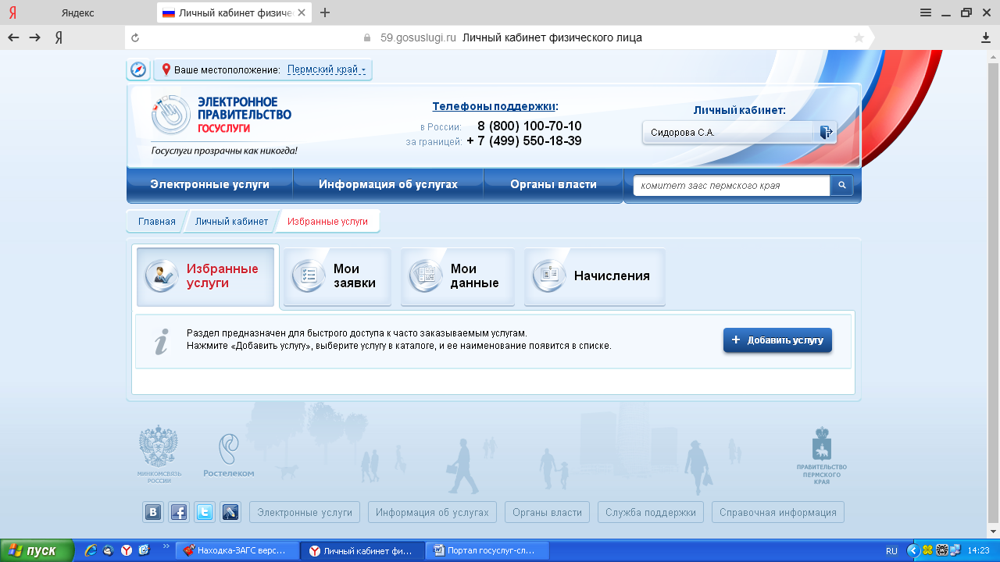 Я
Яндекс
Личный кабинет физичес
Я
59.gosuslugi.ru Личный кабинет физического лица
Ваше местоположение: Пермский край
ЭЛЕКТРОННОЕ
ПРАВИТЕЛЬСТВО
ГОСУСЛУГИ
Госуслуги прозрачны как никогда!
Телефоны поддержки:
в России: 8 (800) 100-70-10
за границей: + 7 (499) 550-18-39
Личный кабинет:
Сидорова С.А.
Электронные услуги
Информация об услугах
Органы власти
комитет загс пермского края
Главная
Личный кабинет
Избранные услуги
Избранные
услуги
Мои
заявки
Мои
данные
Начисления
Раздел предназначен для быстрого доступа к часто заказываемым услугам.
Нажмите «Добавить услугу», выберите услугу в каталоге, и ее наименование появится в списке.
+ Добавить услугу
МИНКОМСВЯЗЬ
РОССИИ
Ростелеком
ПРАВИТЕЛЬСТВО
ПЕРМСКОГО
КРАЯ
Электронные услуги
Информация об услугах
Органы власти
Служба поддержки
Справочная информация
пуск
Находка-ЗАГС верс...
Личный кабинет фи...
Портал госуслуг-сл...
RU
14:23